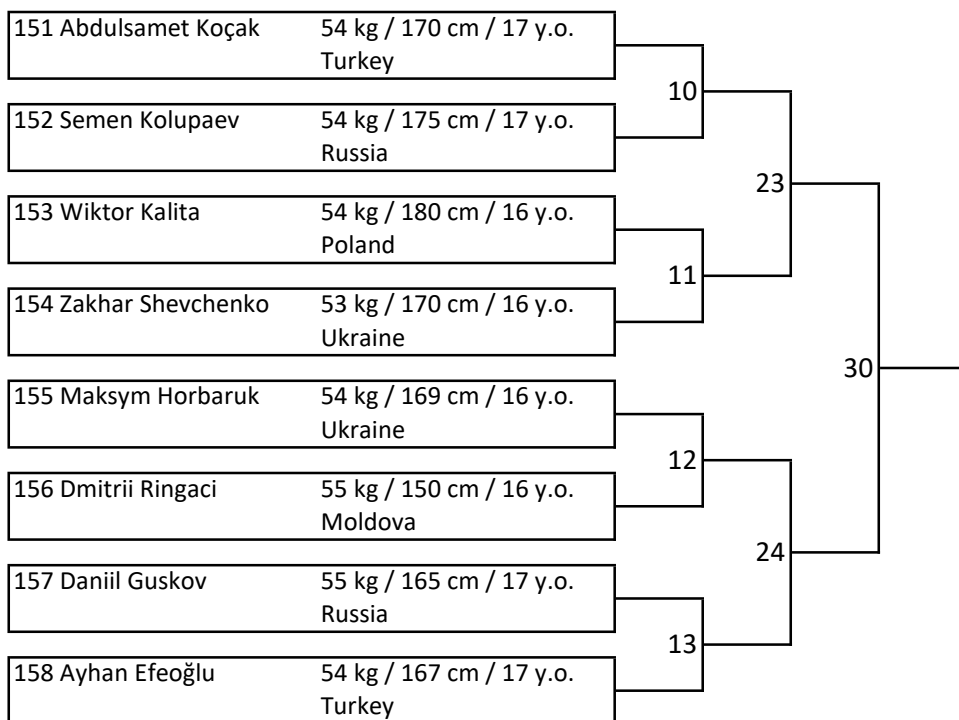 151 Abdulsamet Koçak 54 kg / 170 cm / 17 y.o.
Turkey
10
152 Semen Kolupaev 54 kg / 175 cm / 17 y.o.
Russia
23
153 Wiktor Kalita 54 kg / 180 cm / 16 y.o.
Poland
11
154 Zakhar Shevchenko 53 kg / 170 cm / 16 y.o.
Ukraine
30
155 Maksym Horbaruk 54 kg / 169 cm / 16 y.o.
Ukraine
12
156 Dmitrii Ringaci 55 kg / 150 cm / 16 y.o.
Moldova
24
157 Daniil Guskov 55 kg / 165 cm / 17 y.o.
Russia
13
158 Ayhan Efeoğlu 54 kg / 167 cm / 17 y.o.
Turkey